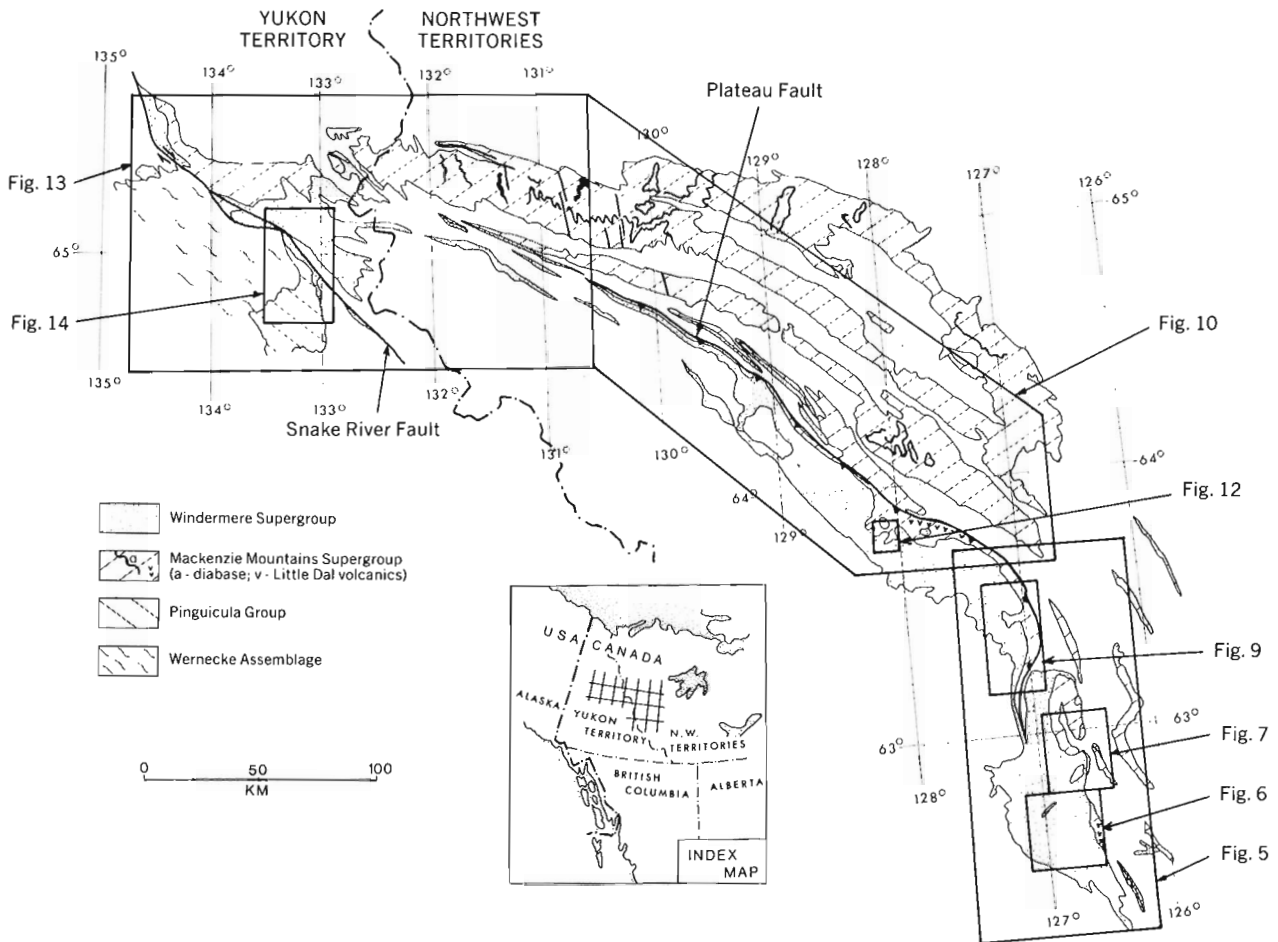 YUKON
TERRITORY
NORTHWEST
TERRITORIES
135°
134°
133°
132°
131°
Plateau Fault
130°
129°
128°
127°
126°
65°
Fig. 13
65°
Fig. 14
Fig. 10
135°
134°
133°
132°
Snake River Fault
131°
130°
64°
129°
64°
Fig. 12
Windermere Supergroup
a
v
Mackenzie Mountains Supergroup
(a - diabase; v - Little Dal volcanics)
Pinguicula Group
Wernecke Assemblage
0 50 100
KM
USA
CANADA
ALASKA
YUKON
TERRITORY
N.W.
TERRITORIES
BRITISH
COLUMBIA
ALBERTA
INDEX
MAP
Fig. 9
63°
63°
128°
Fig. 7
Fig. 6
Fig. 5
127°
126°